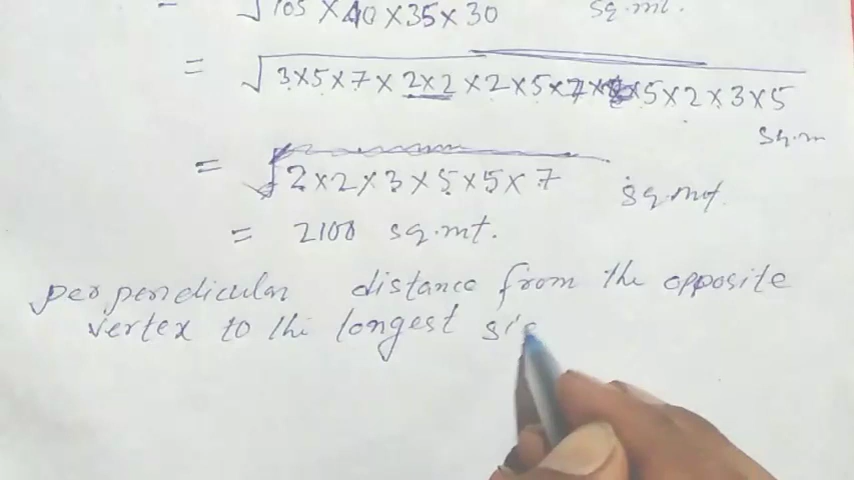 = √105 × 40 × 35 × 30 sq.mt.
= √3×5×7×2×2×2×5×7××5×2×3×5 sq.m
= 2×2×3×5×5×7 sq.mt.
= 2100 sq.mt.
perpendicular distance from the opposite
vertex to the longest si